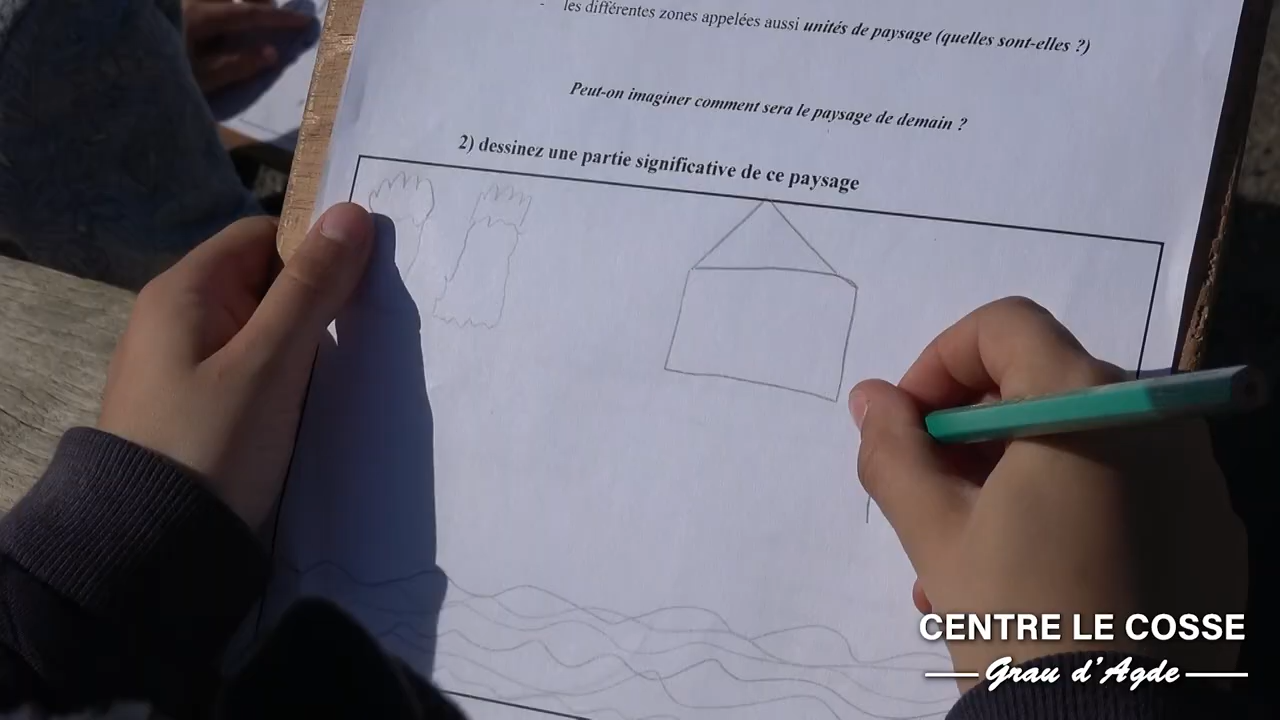 - les différentes zones appelées aussi unités de paysage (quelles sont-elles ?)
Peut-on imaginer comment sera le paysage de demain ?
2) dessinez une partie significative de ce paysage
CENTRE LE COSSE
Grau d'Agde